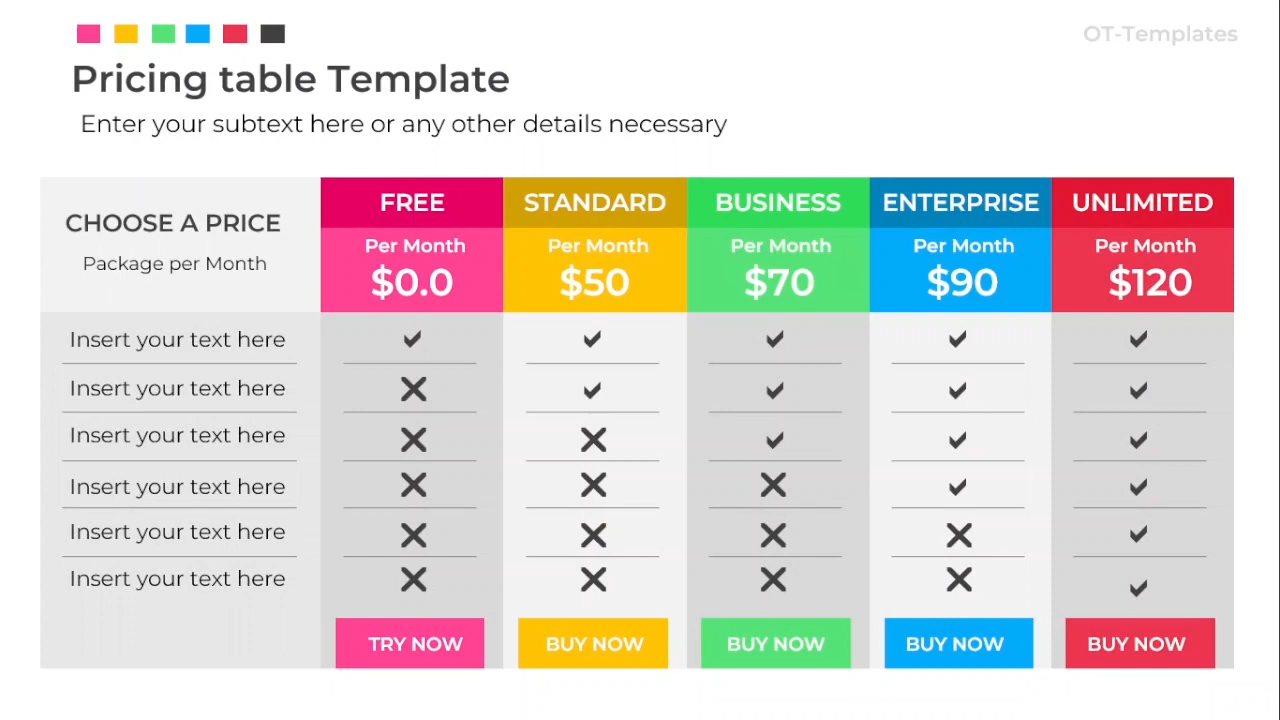 OT-Templates
Pricing table Template
Enter your subtext here or any other details necessary
CHOOSE A PRICE
Package per Month
FREE STANDARD BUSINESS ENTERPRISE UNLIMITED
Per Month Per Month Per Month Per Month Per Month
$0.0 $50 $70 $90 $120
Insert your text here
Insert your text here
Insert your text here
Insert your text here
Insert your text here
Insert your text here
TRY NOW BUY NOW BUY NOW BUY NOW BUY NOW